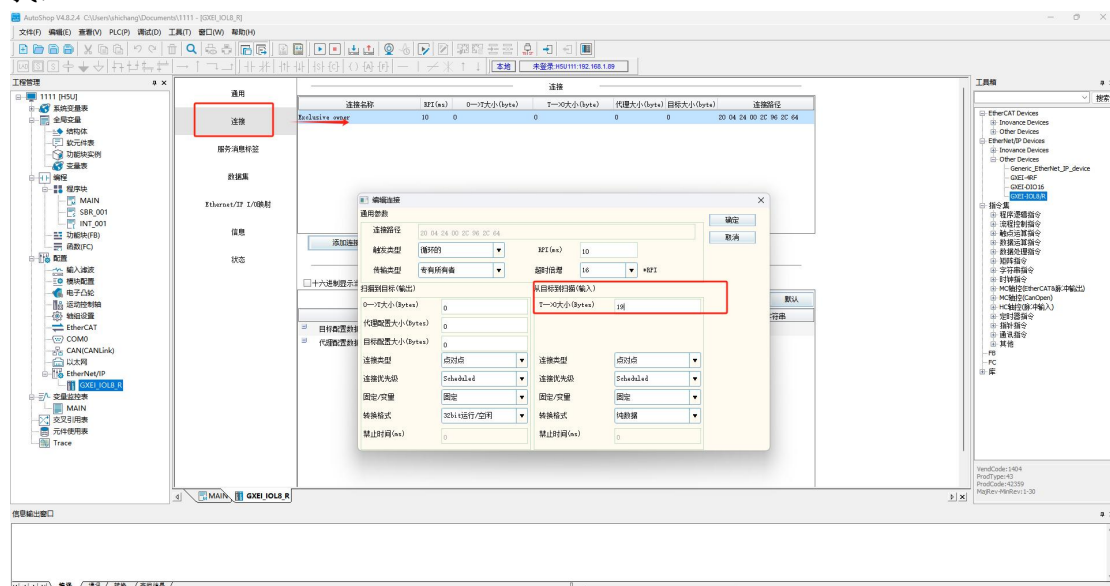 AutoShop V4.8.2.4 C:\Users\shichang\Documents\1111 - [GXEI_IOL8_R]
文件(F) 编辑(E) 查看(V) PLC(P) 调试(D) 工具(T) 窗口(W) 帮助(H)
本地 未登录:H5U111:192.168.1.89
工程管理
1111 [H5U]
系统变量表
全局变量
结构体
软元件表
功能块实例
变量表
编程
程序块
MAIN
SBR_001
INT_001
功能块(FB)
函数(FC)
配置
输入滤波
模块配置
电子凸轮
运动控制轴
轴组设置
EtherCAT
COM0
CAN(CANLink)
以太网
EtherNet/IP
GXEI_IOL8_R
变量监控表
MAIN
交叉引用表
元件使用表
Trace
通用
连接
服务消息标签
数据集
Ethernet/IP I/O映射
信息
状态
连接
连接名称 RPI(ms) O-->T大小(byte) T-->O大小(byte) 代理大小(byte) 目标大小(byte) 连接路径
Exclusive owner 10 0 0 0 0 20 04 24 00 2C 96 2C 64
添加连接
十六进制显示
默认
字符串
目标配置数据
代理配置数据
编辑连接
通用参数
确定
取消
连接路径 20 04 24 00 2C 96 2C 64
触发类型 循环的 RPI(ms) 10
传输类型 专有所有者 超时倍增 16 *RPI
扫描到目标(输出) 从目标到扫描(输入)
O-->T大小(Bytes) 0 T-->O大小(Bytes) 19
代理配置大小(Bytes) 0
目标配置大小(Bytes) 0
连接类型 点对点 连接类型 点对点
连接优先级 Scheduled 连接优先级 Scheduled
固定/变量 固定 固定/变量 固定
转换格式 32bit运行/空闲 转换格式 纯数据
禁止时间(ms) 0 禁止时间(ms) 0
MAIN GXEI_IOL8_R
工具箱
搜索
EtherCAT Devices
Inovance Devices
Other Devices
EtherNet/IP Devices
Inovance Devices
Other Devices
Generic_EtherNet_IP_device
GXEI-4RF
GXEI-DIO16
GXEI-IOL8/R
指令集
程序逻辑指令
流程控制指令
触点运算指令
数据运算指令
数据处理指令
矩阵指令
字符串指令
时钟指令
MC轴控(EtherCAT&脉冲输出)
MC轴控(CanOpen)
HC轴控(脉冲输入)
定时器指令
指针指令
通讯指令
其他
FB
FC
库
VendCode:1404
ProdType:43
ProdCode:42359
MajRev-MinRev:1-30
信息输出窗口